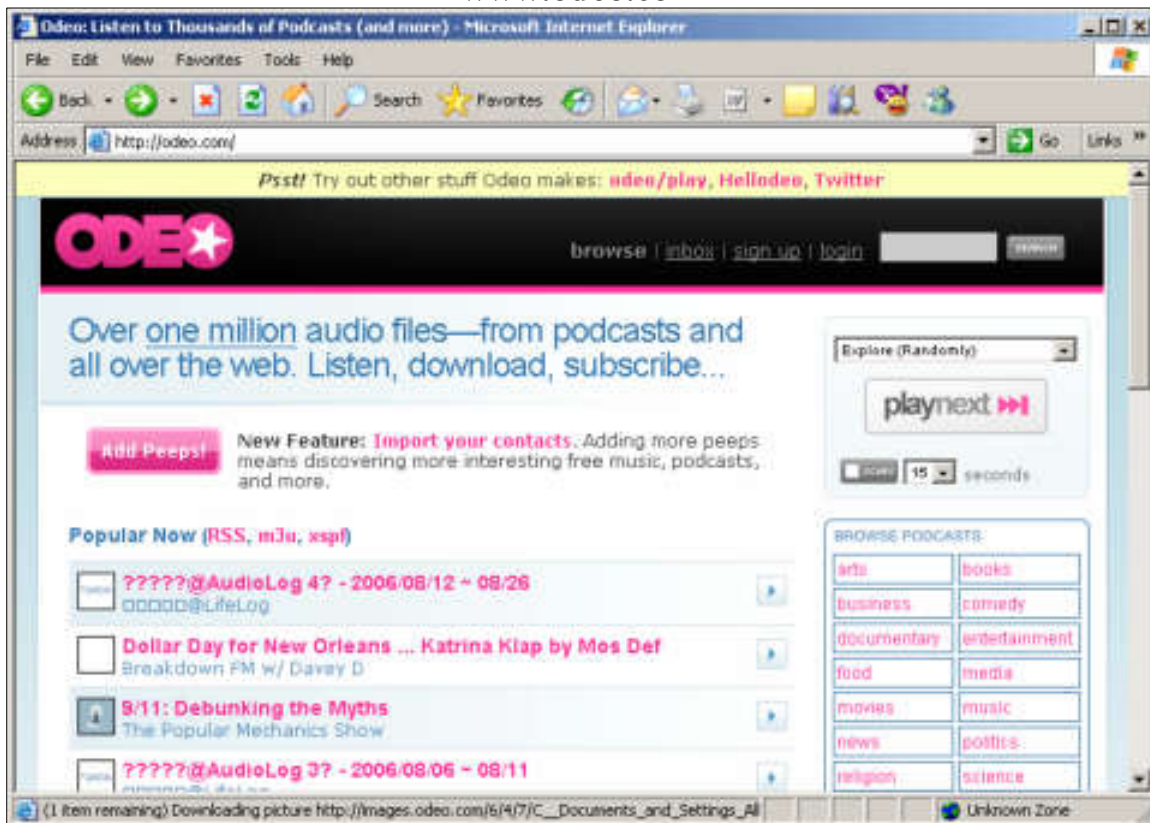 Odeo: Listen to Thousands of Podcasts (and more) - Microsoft Internet Explorer
File Edit View Favorites Tools Help
Back Search Favorites
Address http://odeo.com/ Go Links »
Psst! Try out other stuff Odeo makes: odeo/play, Hellodeo, Twitter
ODEO
browse | inbox | sign up | login
Over one million audio files—from podcasts and
all over the web. Listen, download, subscribe...
Explore (Randomly)
playnext
Add Peeps!
New Feature: Import your contacts. Adding more peeps
means discovering more interesting free music, podcasts,
and more.
15 seconds
Popular Now (RSS, m3u, xspf)
?????@AudioLog 4? - 2006/08/12 ~ 08/26
□□□□□@LifeLog
Dollar Day for New Orleans ... Katrina Klap by Mos Def
Breakdown FM w/ Davey D
9/11: Debunking the Myths
The Popular Mechanics Show
?????@AudioLog 3? - 2006/08/06 ~ 08/11
BROWSE PODCASTS
arts books
business comedy
documentary entertainment
food media
movies music
news politics
religion science
(1 item remaining) Downloading picture http://images.odeo.com/6/4/7/C__Documents_and_Settings_All
Unknown Zone